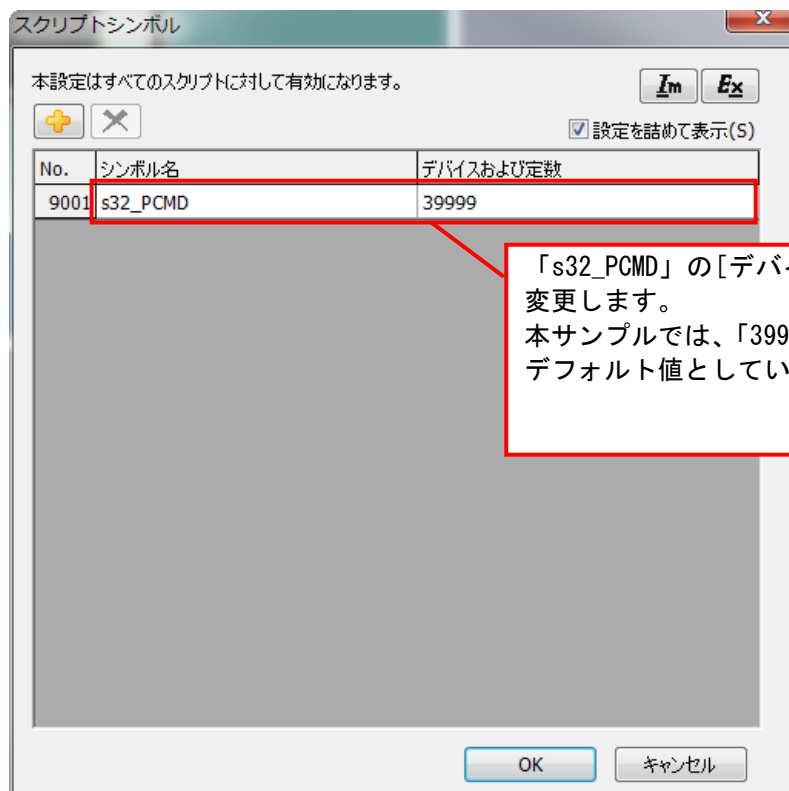 スクリプトシンボル
本設定はすべてのスクリプトに対して有効になります。
Im Ex
設定を詰めて表示(S)
No. シンボル名 デバイスおよび定数
9001 s32_PCMD 39999
「s32_PCMD」の[デバイ
変更します。
本サンプルでは、「399
デフォルト値としてい
OK キャンセル